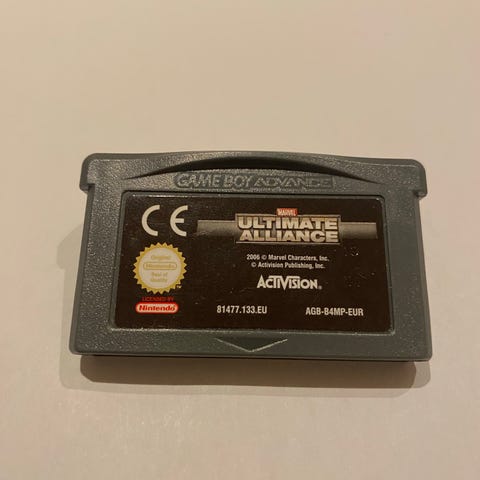 GAME BOY ADVANCE
CE
MARVEL
ULTIMATE
ALLIANCE
2006 © Marvel Characters, Inc.
© Activision Publishing, Inc.
ACTIVISION.
Original
Nintendo
Seal of
Quality
LICENSED BY
Nintendo
81477.133.EU
AGB-B4MP-EUR